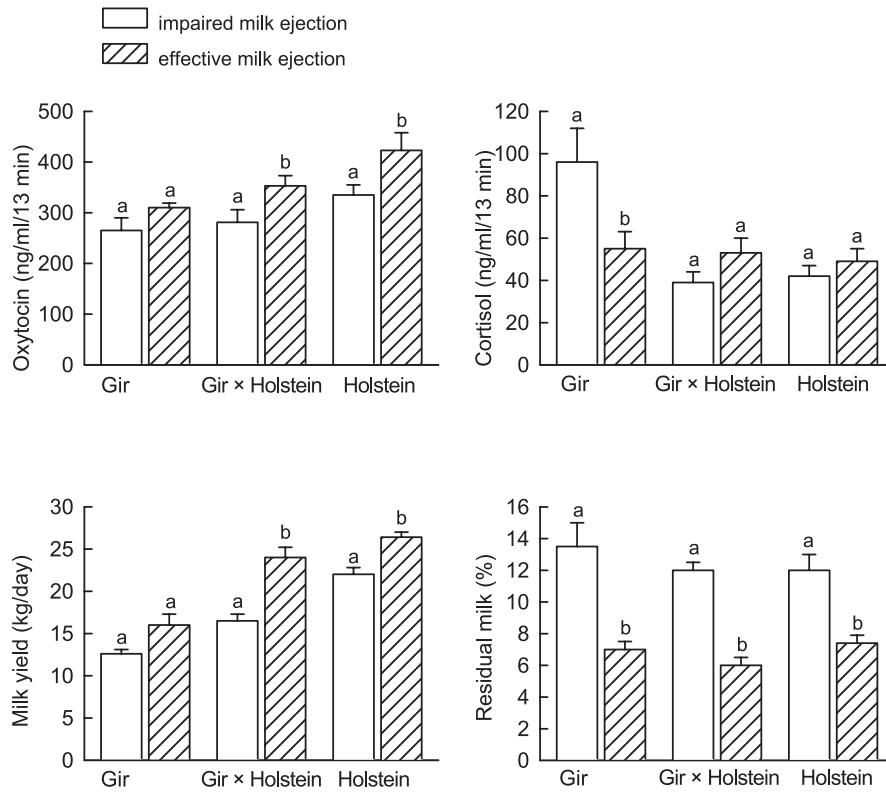 impaired milk ejection
effective milk ejection
Oxytocin (ng/ml/13 min)
500
400
300
200
100
0
a
a
a
b
a
b
Gir
Gir × Holstein
Holstein
Cortisol (ng/ml/13 min)
120
100
80
60
40
20
0
a
b
a
a
a
a
Gir
Gir × Holstein
Holstein
Milk yield (kg/day)
30
25
20
15
10
5
0
a
a
a
b
a
b
Gir
Gir × Holstein
Holstein
Residual milk (%)
16
14
12
10
8
6
4
2
0
a
b
a
b
a
b
Gir
Gir × Holstein
Holstein